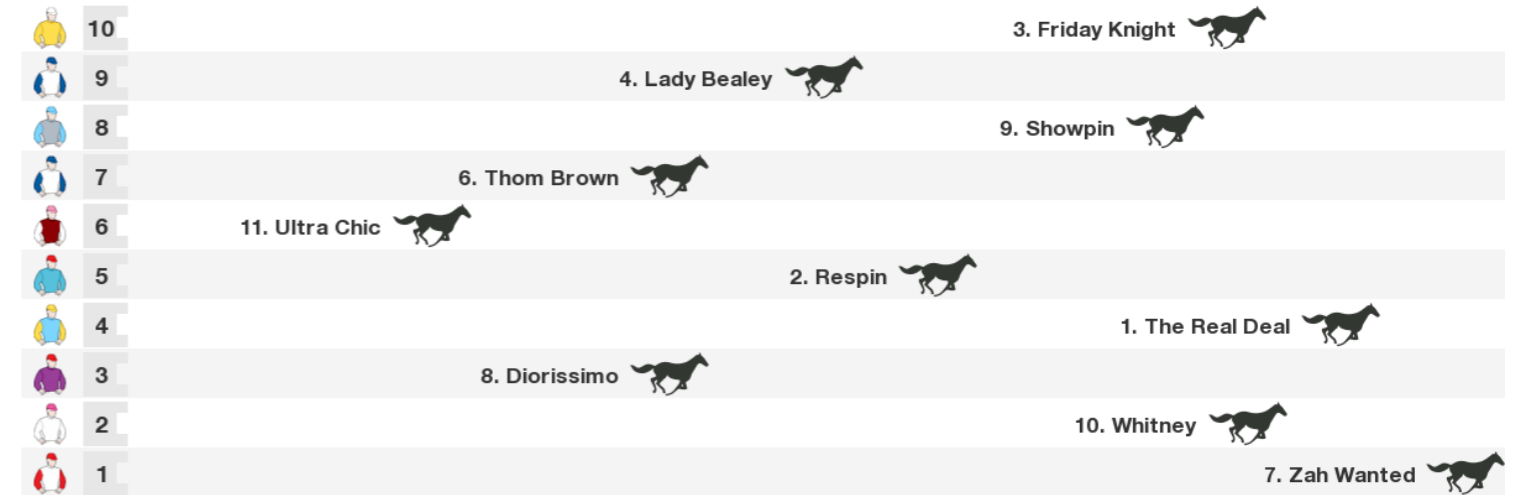 10 3. Friday Knight
9 4. Lady Bealey
8 9. Showpin
7 6. Thom Brown
6 11. Ultra Chic
5 2. Respin
4 1. The Real Deal
3 8. Diorissimo
2 10. Whitney
1 7. Zah Wanted